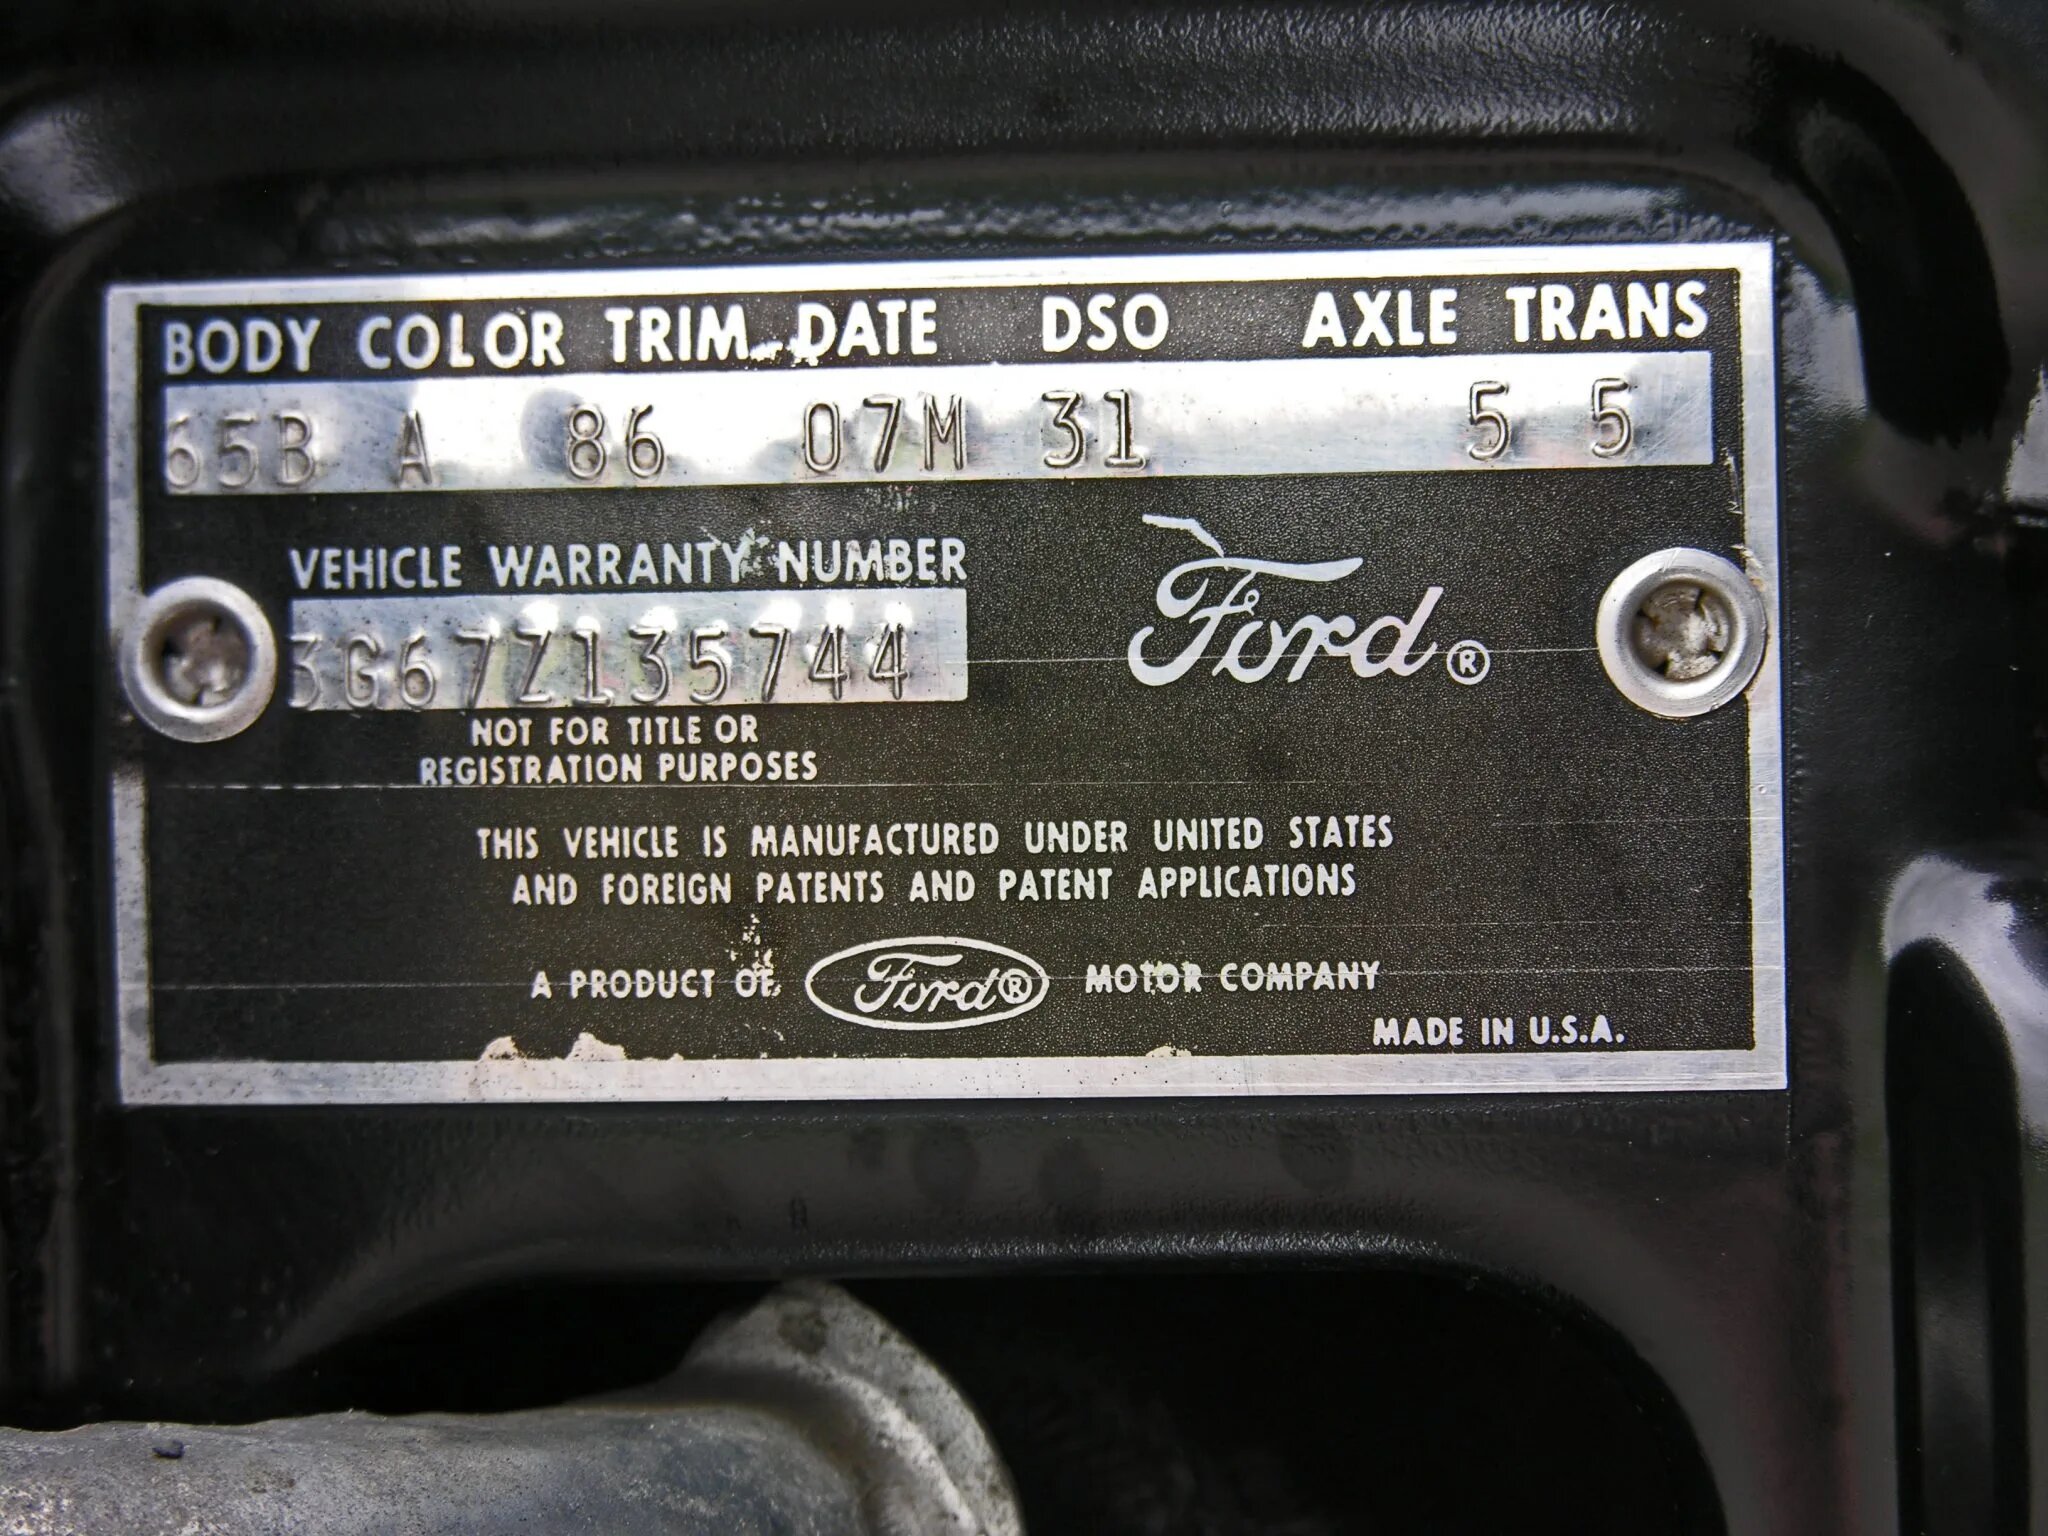 BODY COLOR TRIM DATE DSO AXLE TRANS
65B A 86 07M 31 5 5
VEHICLE WARRANTY NUMBER
3G67Z135744
Ford®
NOT FOR TITLE OR
REGISTRATION PURPOSES
THIS VEHICLE IS MANUFACTURED UNDER UNITED STATES
AND FOREIGN PATENTS AND PATENT APPLICATIONS
A PRODUCT OF Ford® MOTOR COMPANY
MADE IN U.S.A.